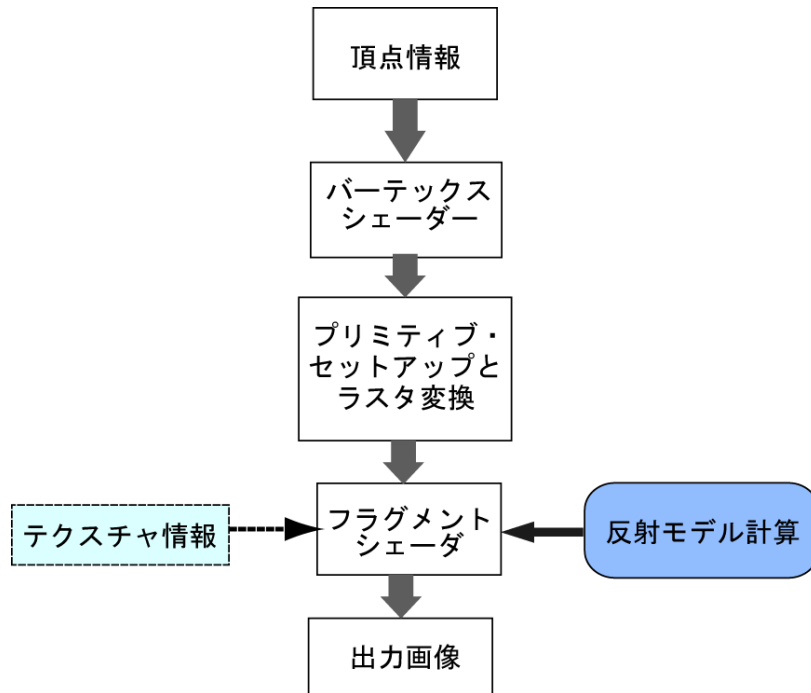 頂点情報
バーテックス
シェーダー
プリミティブ・
セットアップと
ラスタ変換
テクスチャ情報
フラグメント
シェーダ
反射モデル計算
出力画像